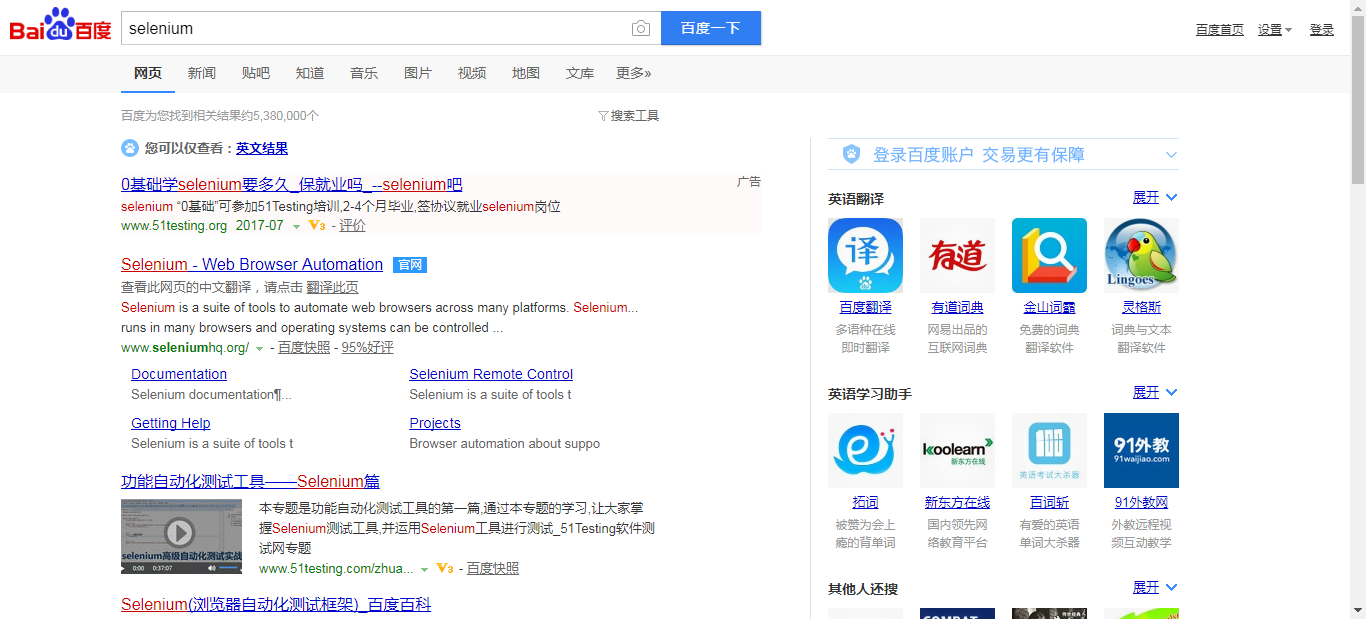 Bai du 百度
selenium
百度一下
百度首页 设置 登录
网页 新闻 贴吧 知道 音乐 图片 视频 地图 文库 更多»
百度为您找到相关结果约5,380,000个
搜索工具
您可以仅查看：英文结果
0基础学selenium要多久_保就业吗_--selenium吧
广告
selenium “0基础”可参加51Testing培训,2-4个月毕业,签协议就业selenium岗位
www.51testing.org 2017-07 V3 - 评价
Selenium - Web Browser Automation 官网
查看此网页的中文翻译，请点击 翻译此页
Selenium is a suite of tools to automate web browsers across many platforms. Selenium...
runs in many browsers and operating systems can be controlled ...
www.seleniumhq.org/ - 百度快照 - 95%好评
Documentation
Selenium documentation¶...
Selenium Remote Control
Selenium is a suite of tools t
Getting Help
Selenium is a suite of tools t
Projects
Browser automation about suppo
功能自动化测试工具——Selenium篇
selenium高级自动化测试实战
0:00 0:37:07
本专题是功能自动化测试工具的第一篇,通过本专题的学习,让大家掌
握Selenium测试工具,并运用Selenium工具进行测试_51Testing软件测
试网专题
www.51testing.com/zhua... V3 - 百度快照
Selenium(浏览器自动化测试框架)_百度百科
登录百度账户 交易更有保障
英语翻译
展开
译
有道
Lingoes
百度翻译 有道词典 金山词霸 灵格斯
多语种在线 网易出品的 免费的词典 词典与文本
即时翻译 互联网词典 翻译软件 翻译软件
英语学习助手
展开
koolearn
新东方在线
英语考试大杀器
91外教
91waijiao.com
拓词 新东方在线 百词斩 91外教网
被赞为会上 国内领先网 有爱的英语 外教远程视
瘾的背单词 络教育平台 单词大杀器 频互动教学
其他人还搜
展开
COMBAT